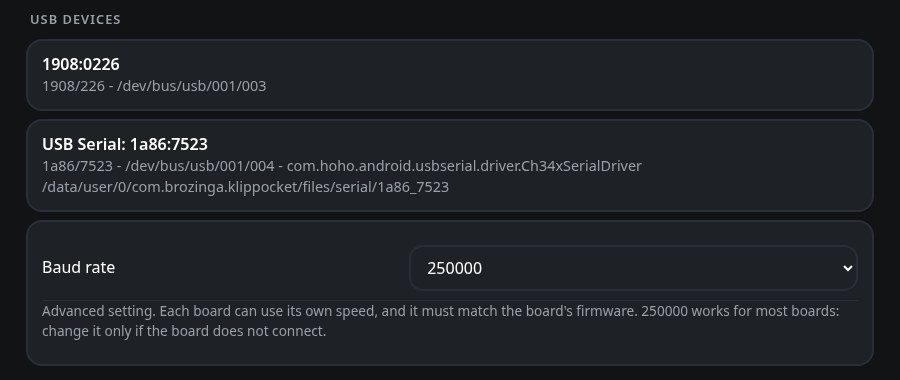 USB DEVICES
1908:0226
1908/226 - /dev/bus/usb/001/003
USB Serial: 1a86:7523
1a86/7523 - /dev/bus/usb/001/004 - com.hoho.android.usbserial.driver.Ch34xSerialDriver
/data/user/0/com.brozinga.klippocket/files/serial/1a86_7523
Baud rate
250000
Advanced setting. Each board can use its own speed, and it must match the board's firmware. 250000 works for most boards:
change it only if the board does not connect.